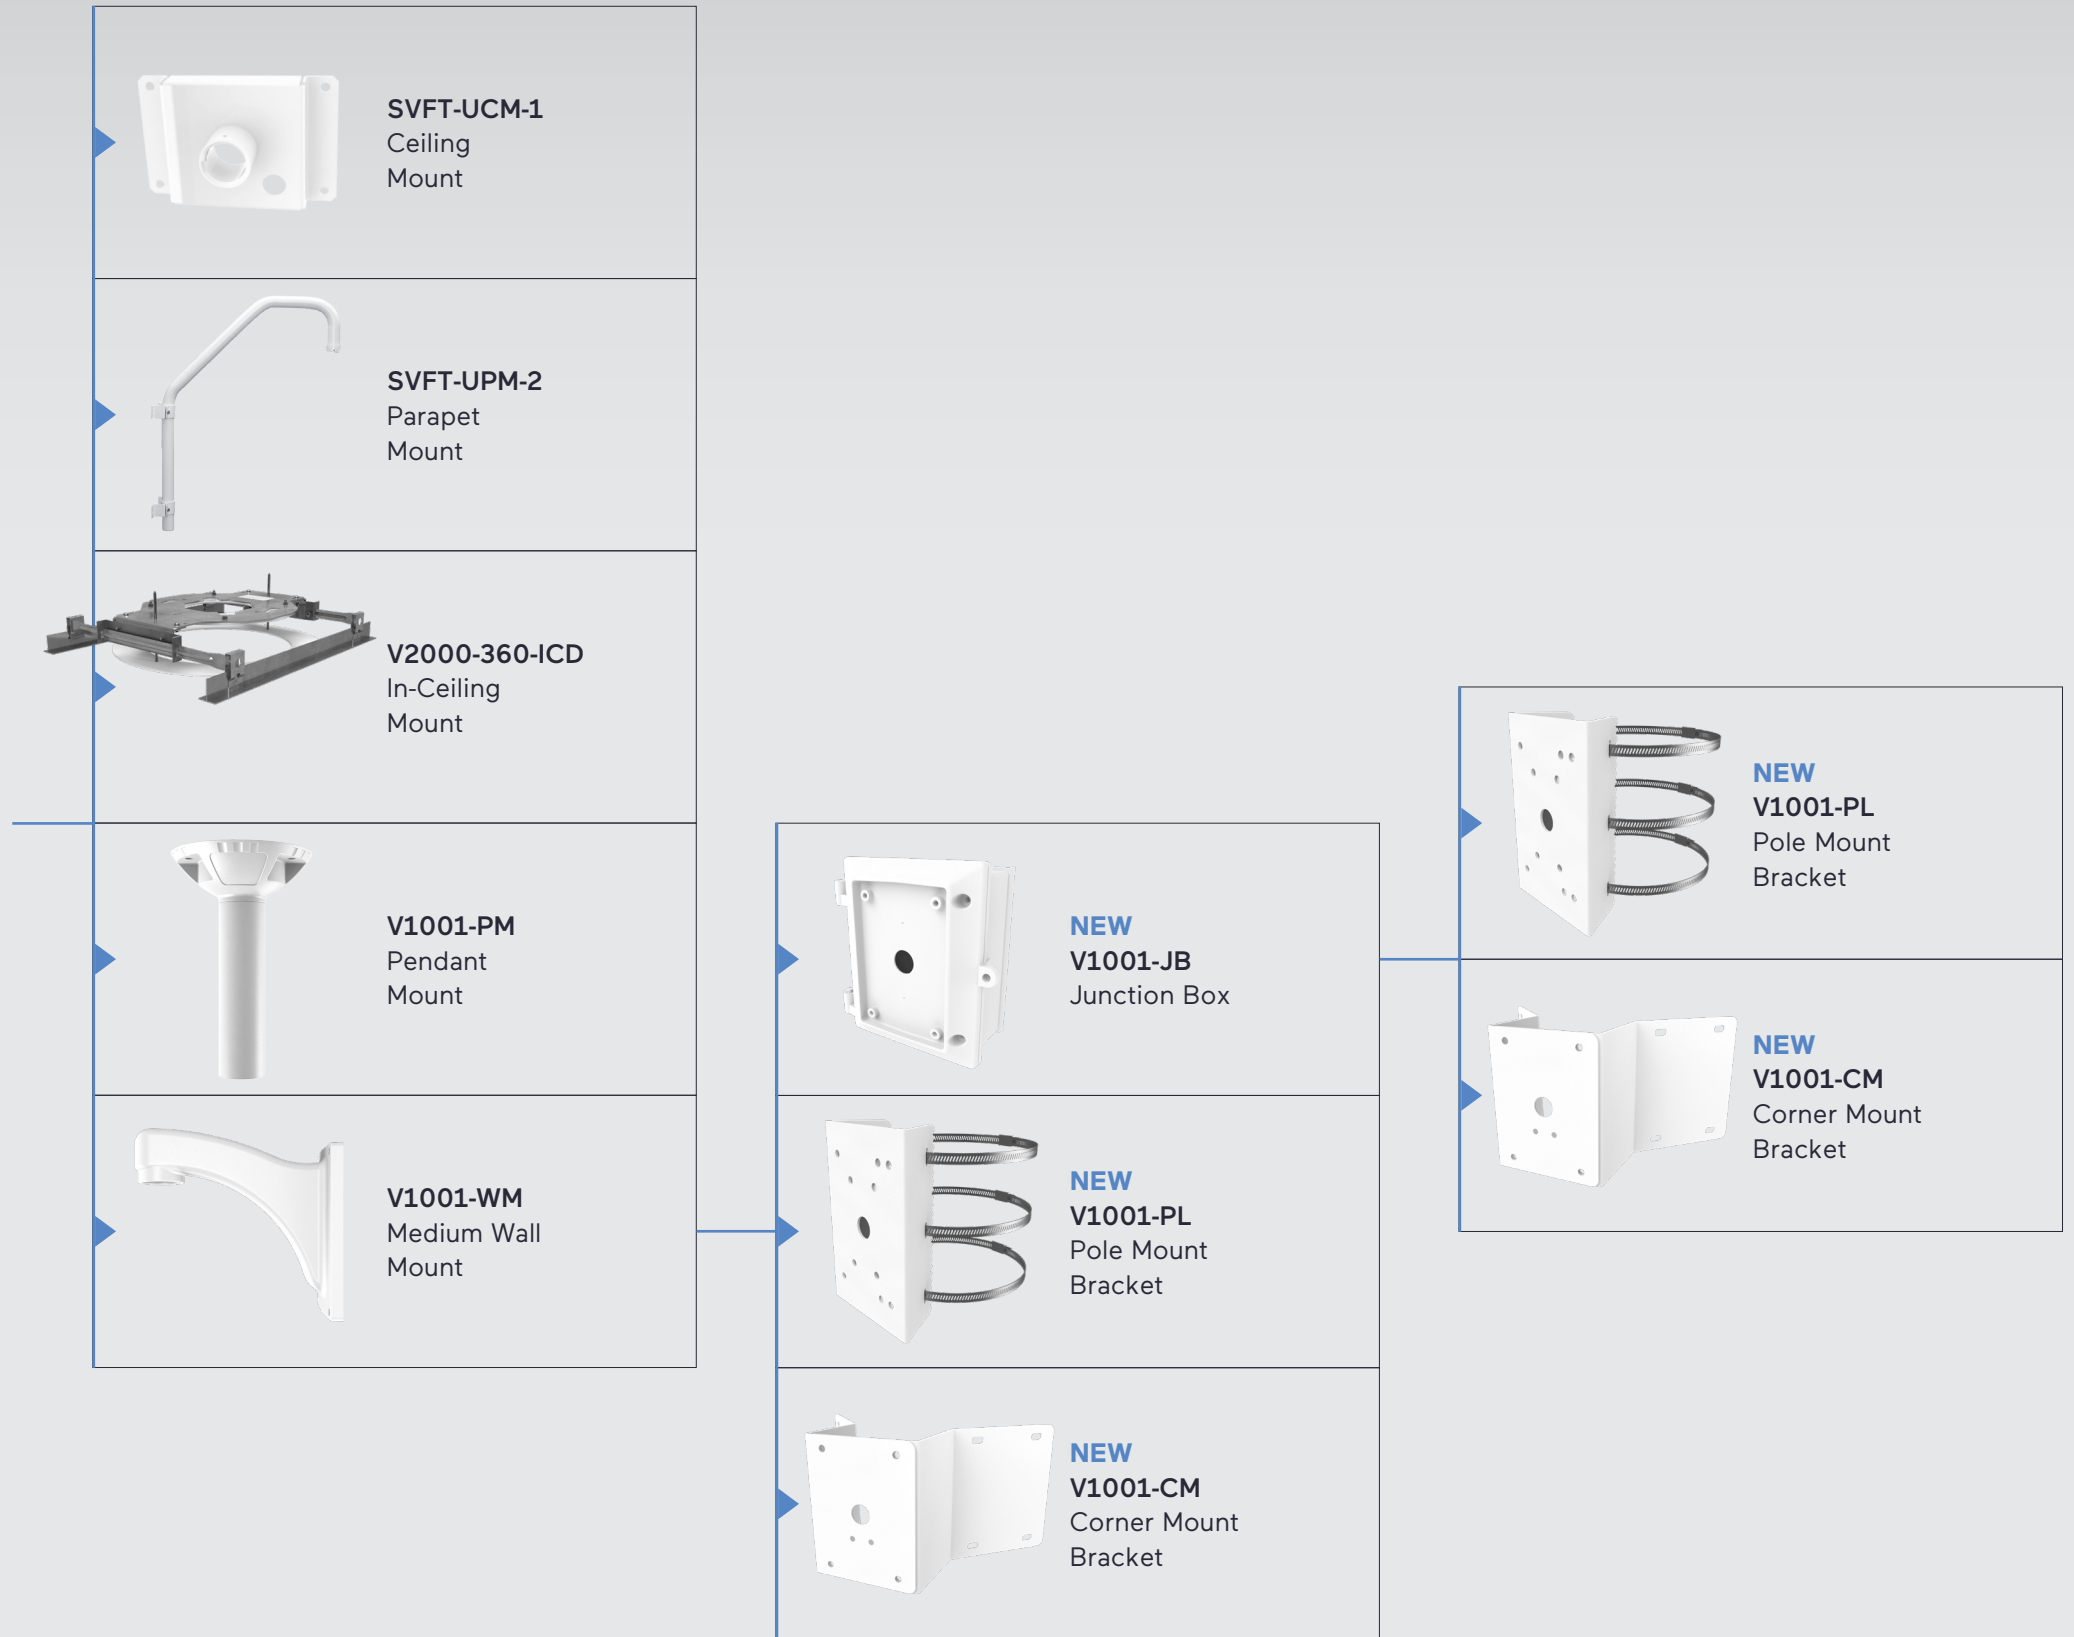 SVFT-UCM-1
Ceiling
Mount
SVFT-UPM-2
Parapet
Mount
V2000-360-ICD
In-Ceiling
Mount
V1001-PM
Pendant
Mount
V1001-WM
Medium Wall
Mount
NEW
V1001-JB
Junction Box
NEW
V1001-PL
Pole Mount
Bracket
NEW
V1001-CM
Corner Mount
Bracket
NEW
V1001-PL
Pole Mount
Bracket
NEW
V1001-CM
Corner Mount
Bracket